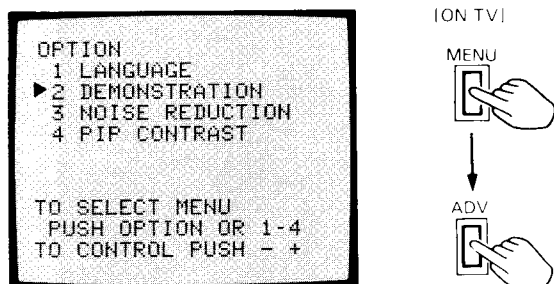 OPTION
1 LANGUAGE
▶2 DEMONSTRATION
3 NOISE REDUCTION
4 PIP CONTRAST
TO SELECT MENU
PUSH OPTION OR 1-4
TO CONTROL PUSH - +
[ON TV]
MENU
ADV